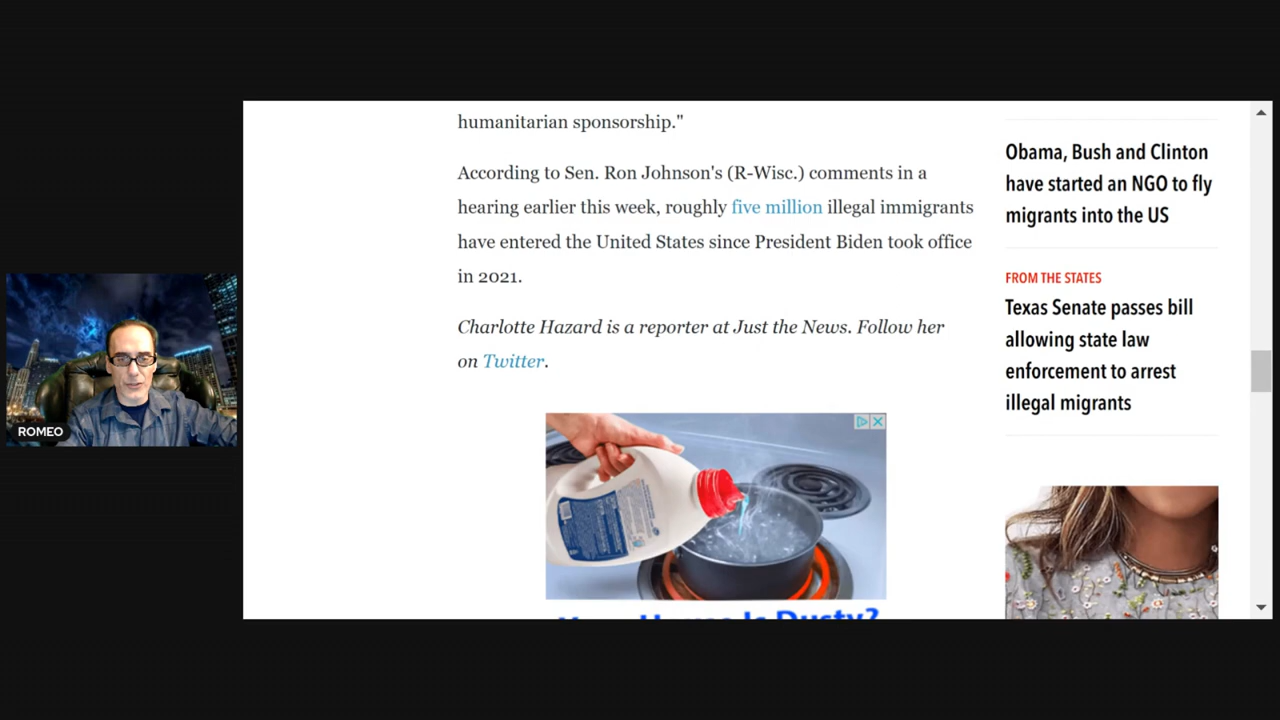 humanitarian sponsorship."
According to Sen. Ron Johnson's (R-Wisc.) comments in a
hearing earlier this week, roughly five million illegal immigrants
have entered the United States since President Biden took office
in 2021.
Charlotte Hazard is a reporter at Just the News. Follow her
on Twitter.
House Is Dusty?
Obama, Bush and Clinton
have started an NGO to fly
migrants into the US
FROM THE STATES
Texas Senate passes bill
allowing state law
enforcement to arrest
illegal migrants
ROMEO